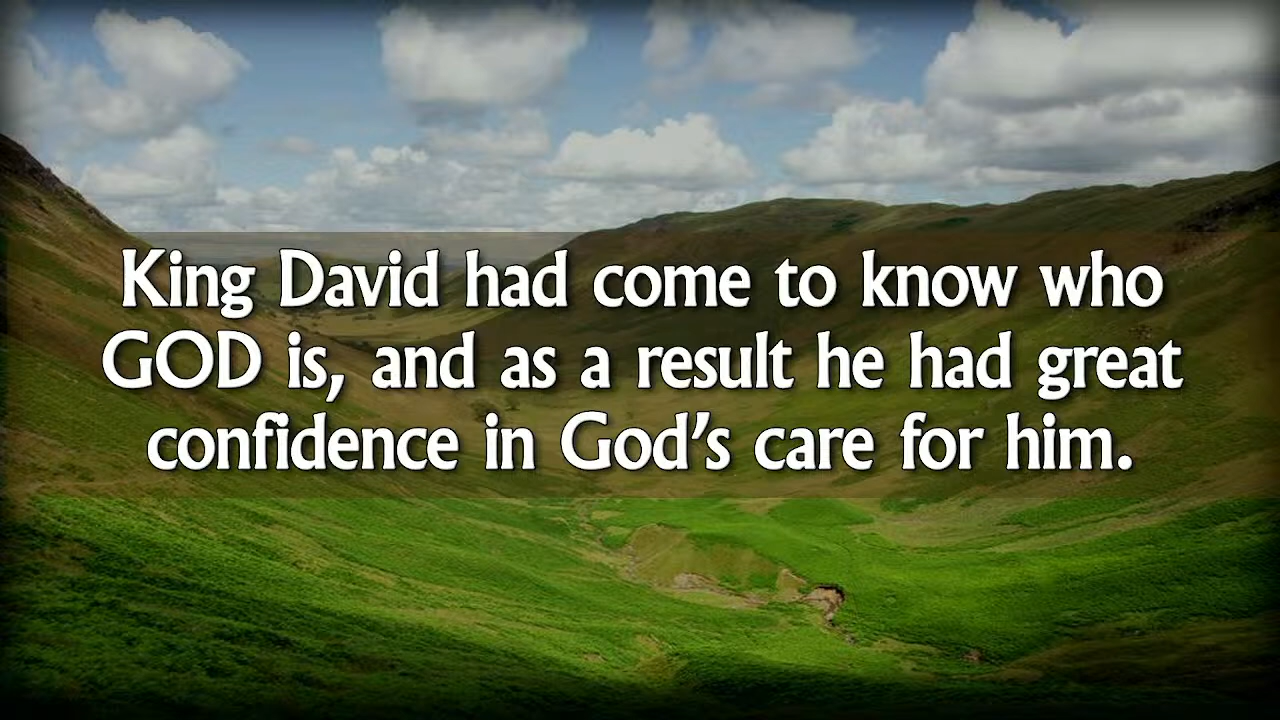 King David had come to know who
GOD is, and as a result he had great
confidence in God’s care for him.